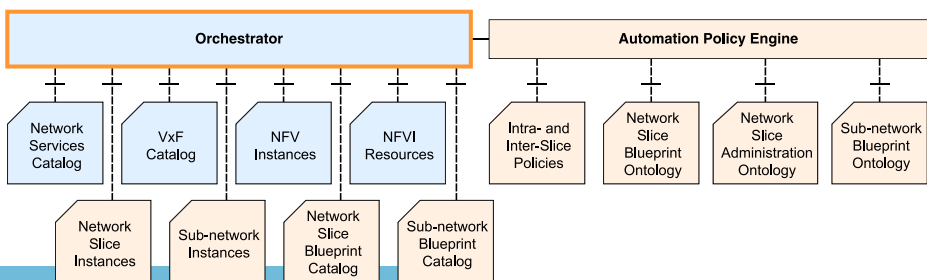 Orchestrator
Automation Policy Engine
Network
Services
Catalog
VxF
Catalog
NFV
Instances
NFVI
Resources
Intra- and
Inter-Slice
Policies
Network
Slice
Blueprint
Ontology
Network
Slice
Administration
Ontology
Sub-network
Blueprint
Ontology
Network
Slice
Instances
Sub-network
Instances
Network
Slice
Blueprint
Catalog
Sub-network
Blueprint
Catalog